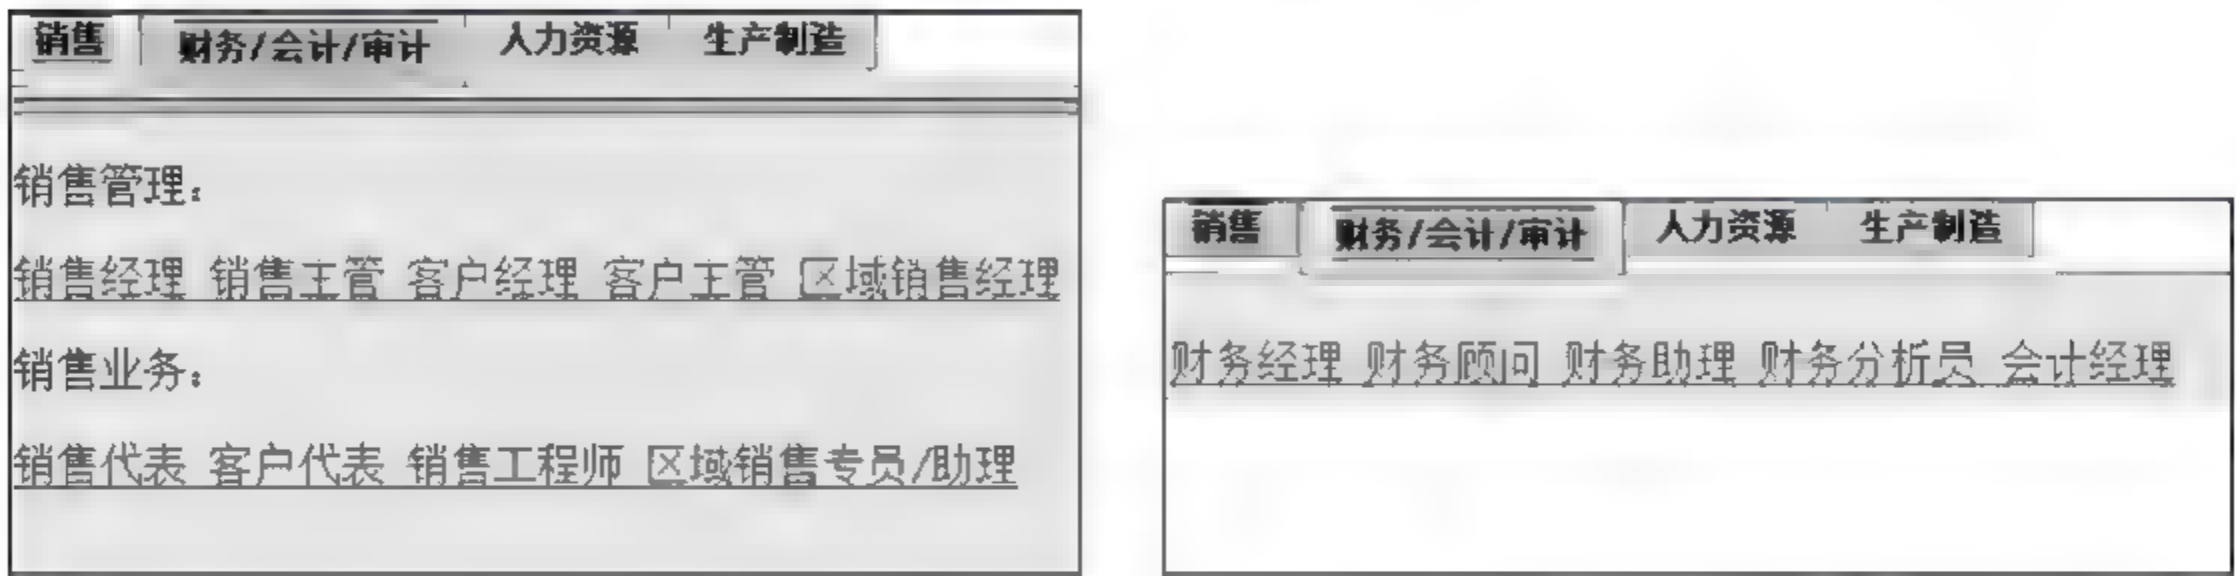 销售 财务/会计/审计 人力资源 生产制造
销售管理：
销售经理 销售主管 客户经理 客户主管 区域销售经理
销售业务：
销售代表 客户代表 销售工程师 区域销售专员/助理
销售 财务/会计/审计 人力资源 生产制造
财务经理 财务顾问 财务助理 财务分析员 会计经理